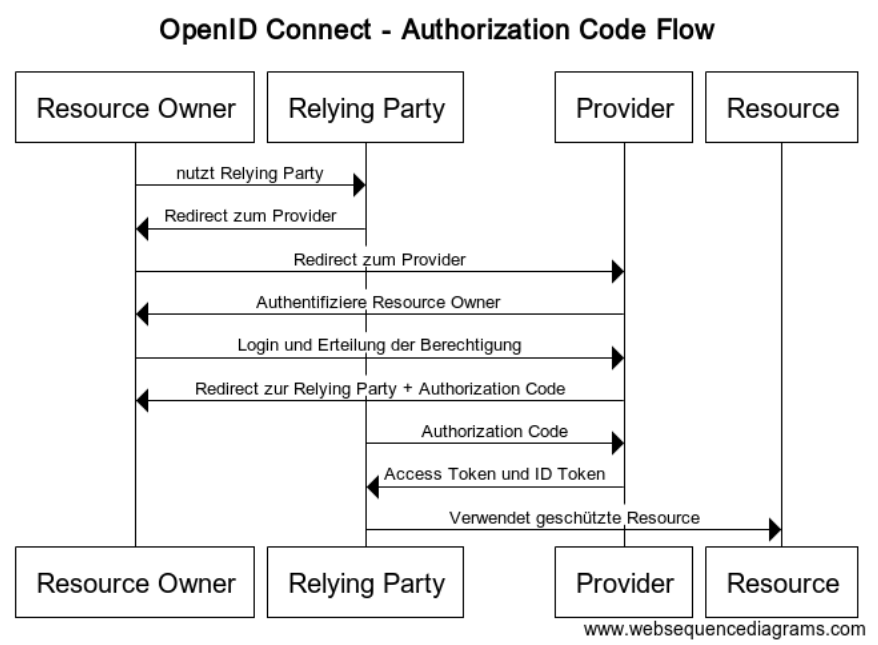 OpenID Connect - Authorization Code Flow
Resource Owner Relying Party Provider Resource
nutzt Relying Party
Redirect zum Provider
Redirect zum Provider
Authentifiziere Resource Owner
Login und Erteilung der Berechtigung
Redirect zur Relying Party + Authorization Code
Authorization Code
Access Token und ID Token
Verwendet geschützte Resource
Resource Owner Relying Party Provider Resource
www.websequencediagrams.com